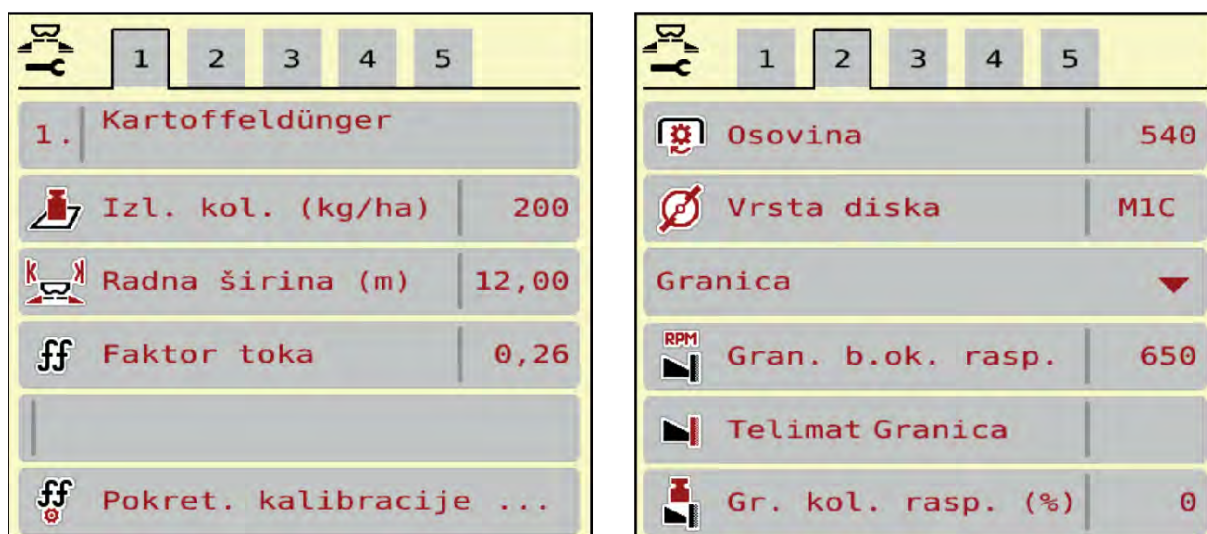 1 2 3 4 5
1. Kartoffeldünger
Izl. kol. (kg/ha) 200
Radna širina (m) 12,00
Faktor toka 0,26
Pokret. kalibracije ...
1 2 3 4 5
Osovina 540
Vrsta diska M1C
Granica
RPM
Gran. b.ok. rasp. 650
Telimat Granica
Gr. kol. rasp. (%) 0